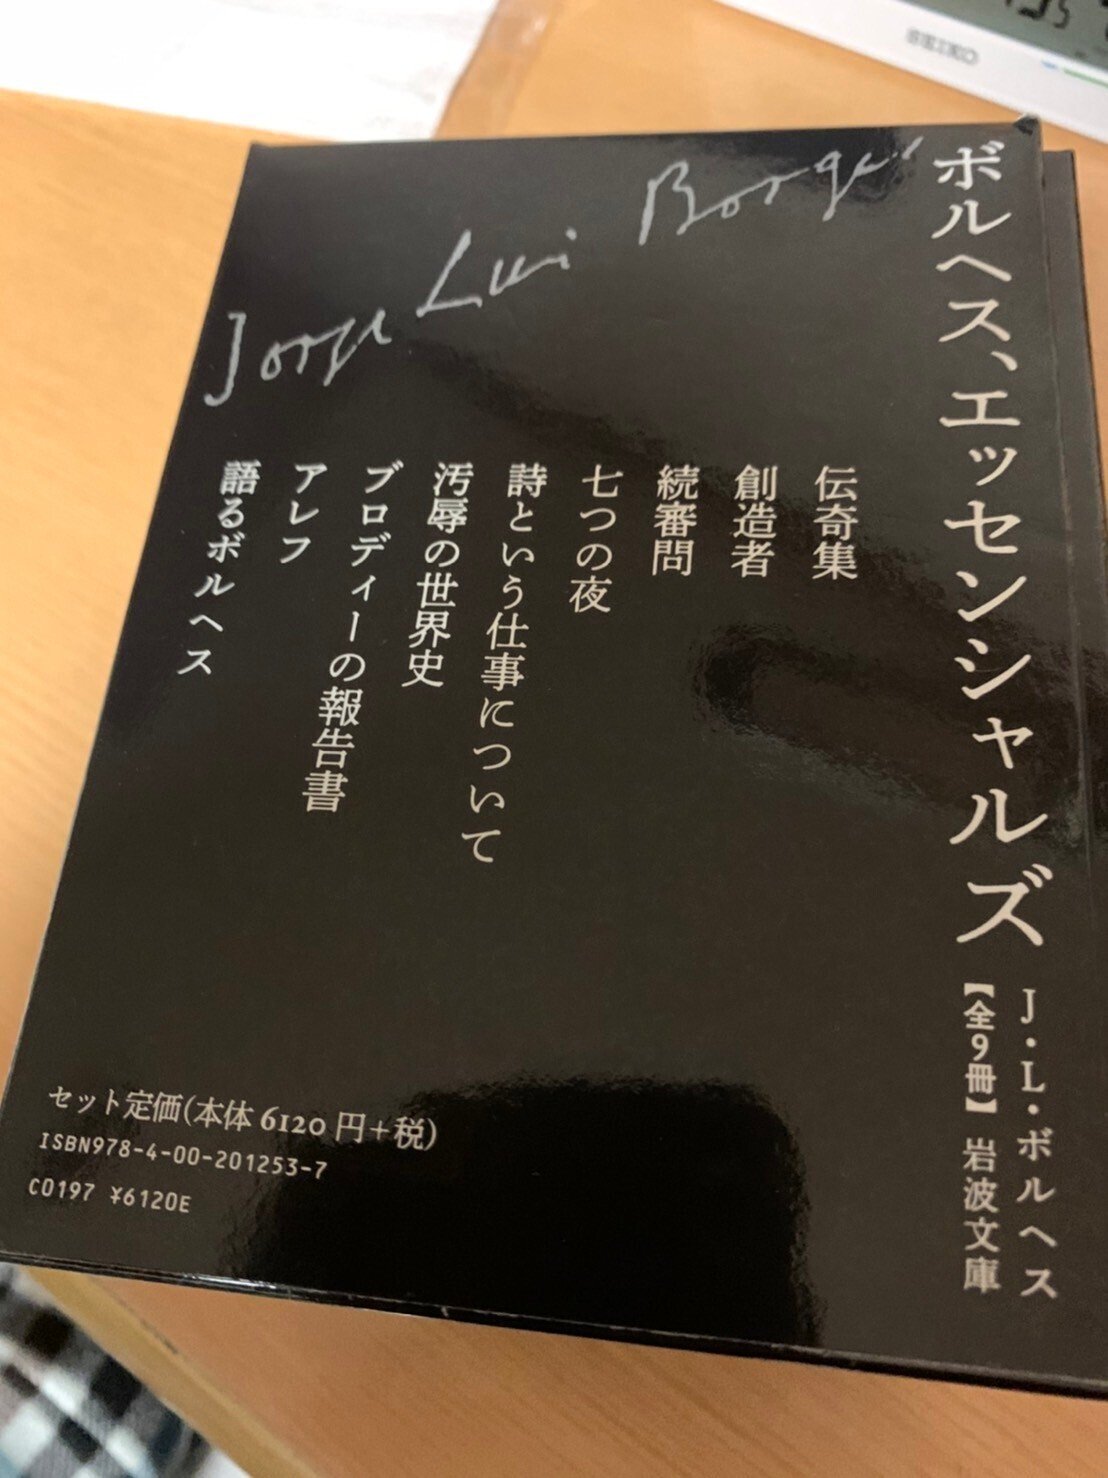 ボルヘス、エッセンシャルズ
J・L・ボルヘス
【全9冊】 岩波文庫
Jorge Luis Borges
伝奇集
創造者
続審問
七つの夜
詩という仕事について
汚辱の世界史
ブロディーの報告書
アレフ
語るボルヘス
セット定価(本体 6120 円+税)
ISBN978-4-00-201253-7
C0197 ¥6120E
SEIKO